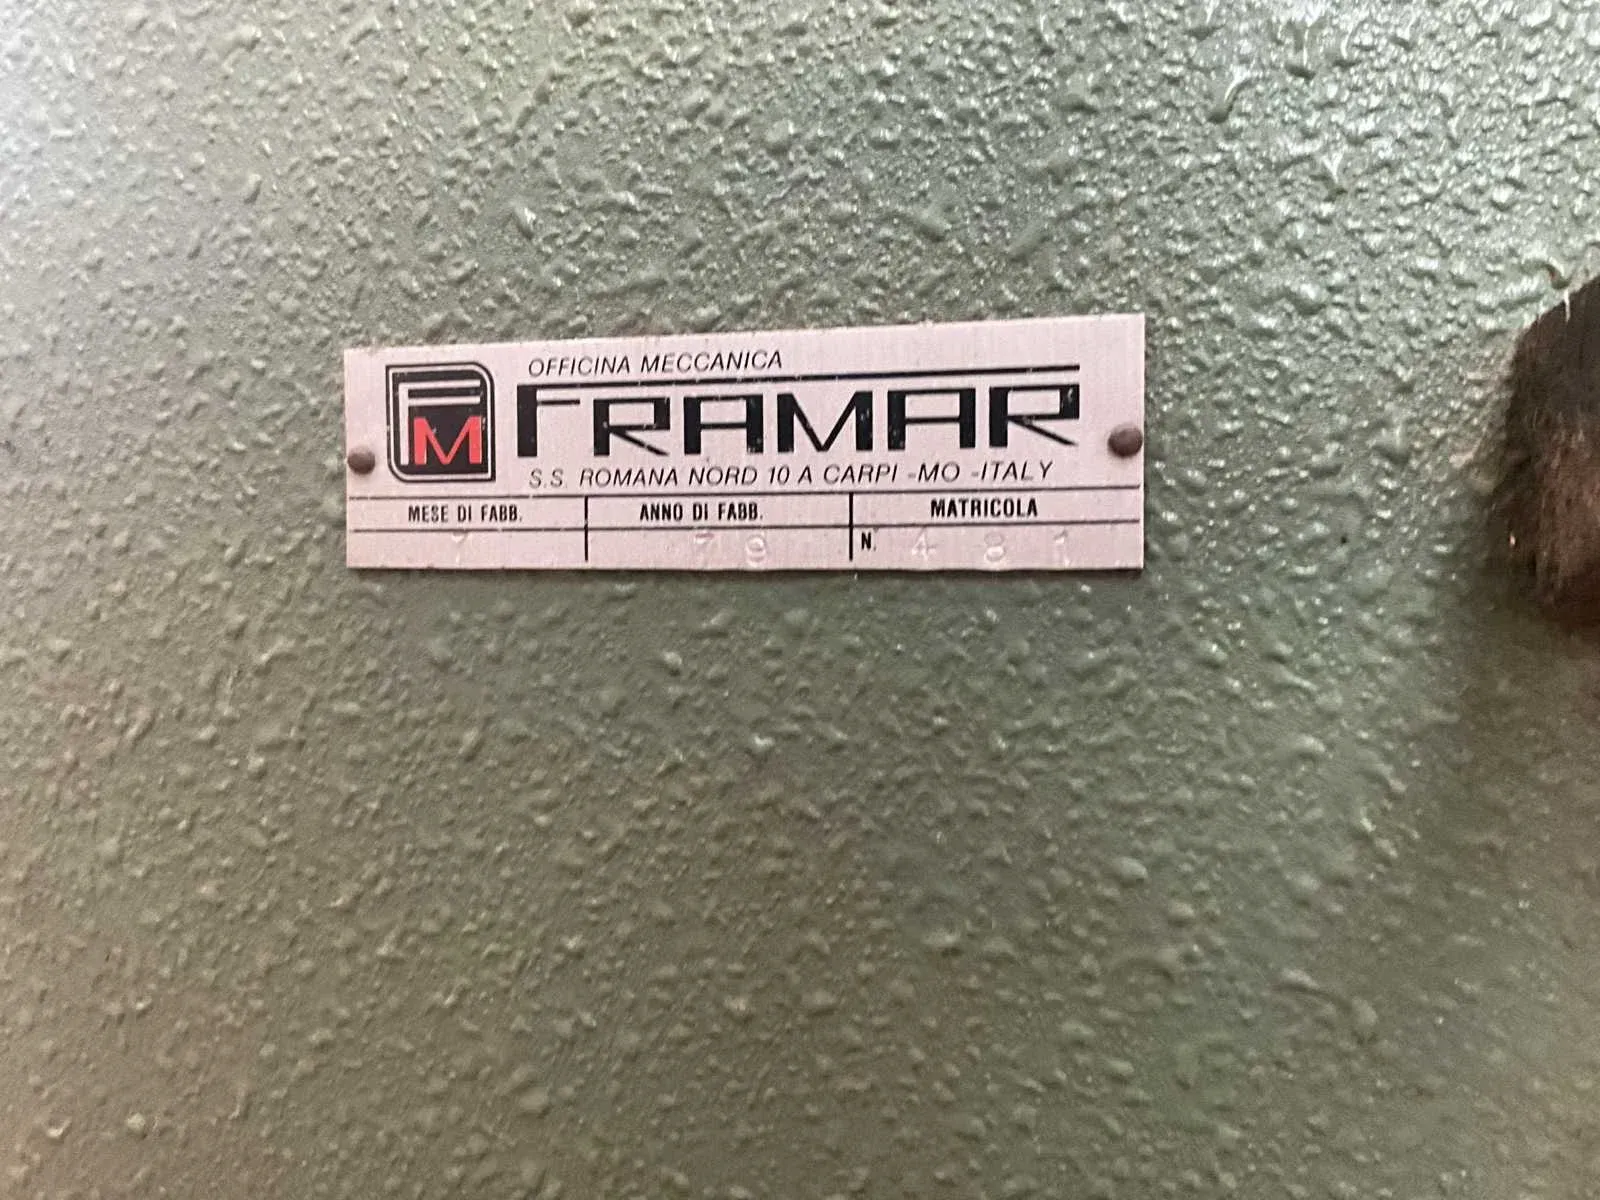 OFFICINA MECCANICA
FM FRAMAR
S.S. ROMANA NORD 10 A CARPI -MO -ITALY
MESE DI FABB. ANNO DI FABB. MATRICOLA
7 79 N. 481